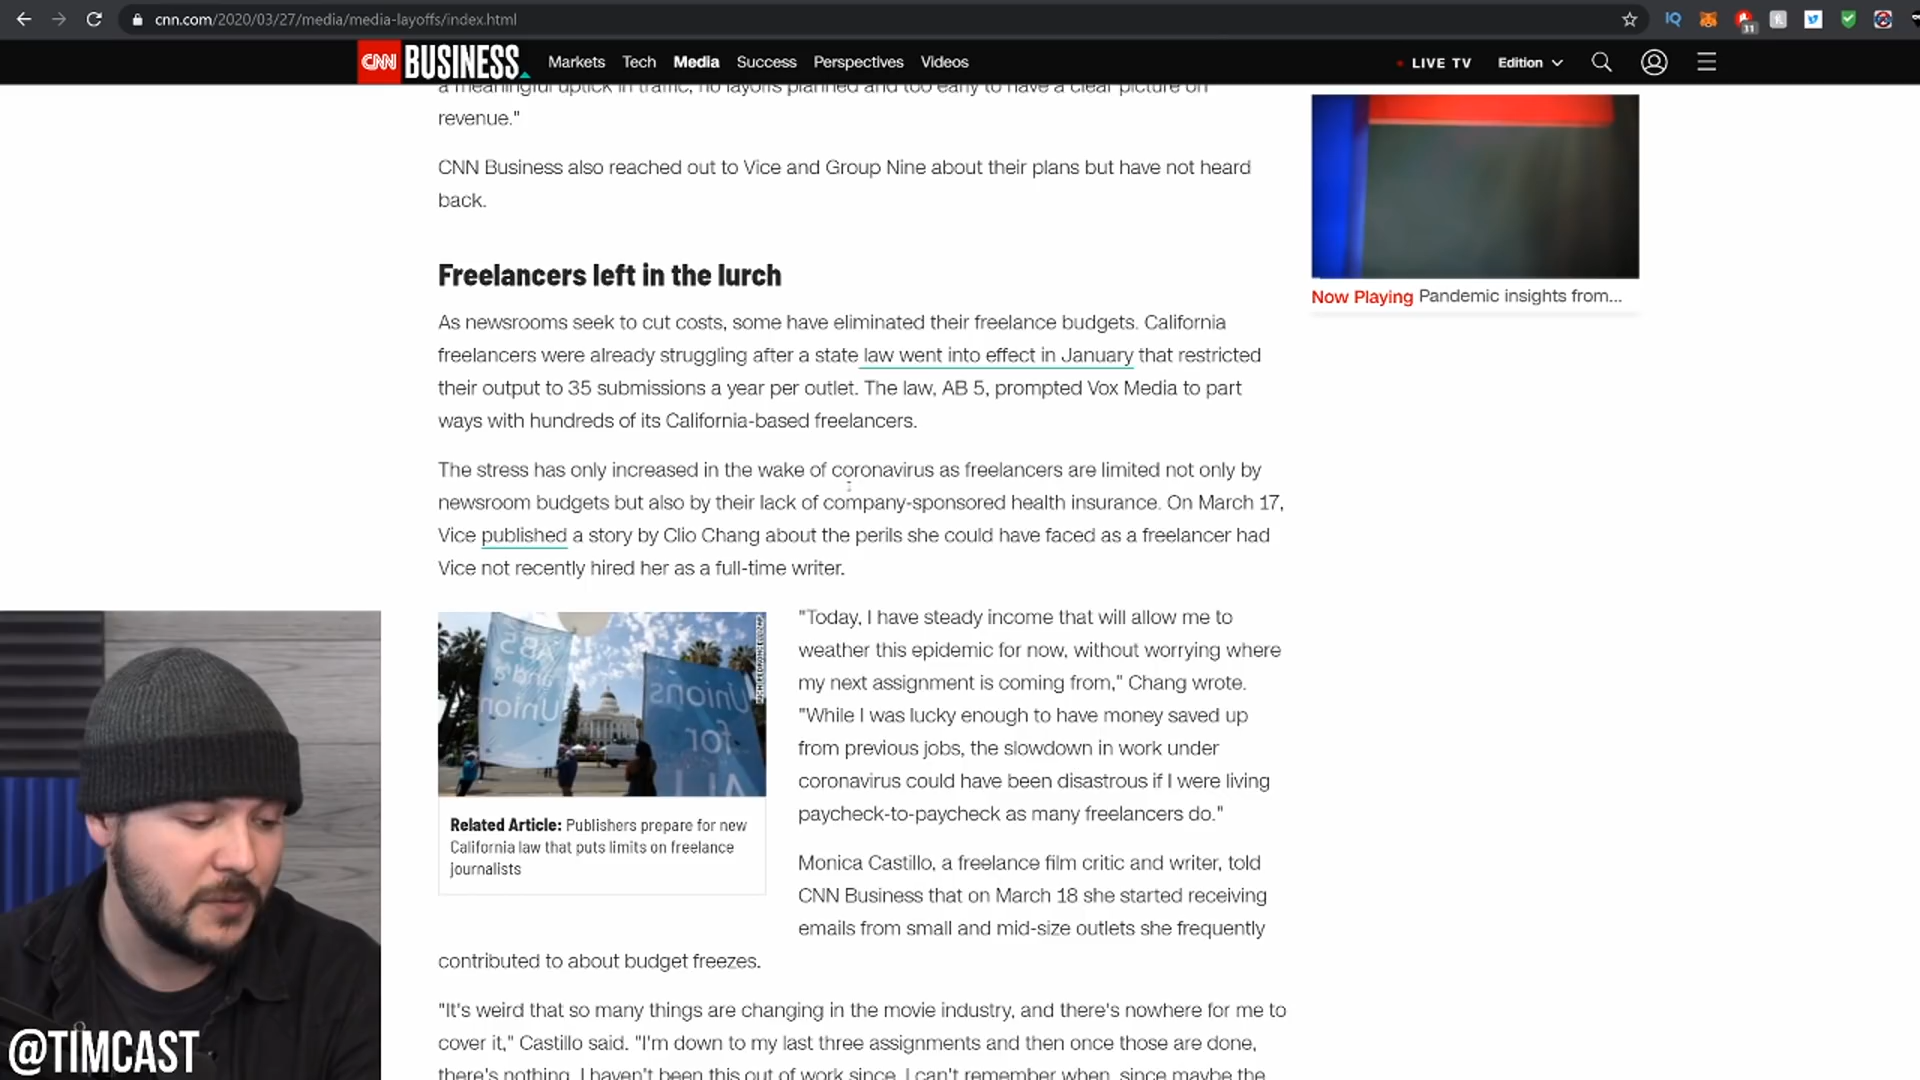 cnn.com/2020/03/27/media/media-layoffs/index.html
11
CNN BUSINESS Markets Tech Media Success Perspectives Videos LIVE TV Edition
a meaningful uptick in traffic, no layoffs planned and too early to have a clear picture on
revenue."
CNN Business also reached out to Vice and Group Nine about their plans but have not heard
back.
Now Playing Pandemic insights from...
Freelancers left in the lurch
As newsrooms seek to cut costs, some have eliminated their freelance budgets. California
freelancers were already struggling after a state law went into effect in January that restricted
their output to 35 submissions a year per outlet. The law, AB 5, prompted Vox Media to part
ways with hundreds of its California-based freelancers.
The stress has only increased in the wake of coronavirus as freelancers are limited not only by
newsroom budgets but also by their lack of company-sponsored health insurance. On March 17,
Vice published a story by Clio Chang about the perils she could have faced as a freelancer had
Vice not recently hired her as a full-time writer.
AB5
and a
Union
Unions
for
ALL
Related Article: Publishers prepare for new
California law that puts limits on freelance
journalists
"Today, I have steady income that will allow me to
weather this epidemic for now, without worrying where
my next assignment is coming from," Chang wrote.
"While I was lucky enough to have money saved up
from previous jobs, the slowdown in work under
coronavirus could have been disastrous if I were living
paycheck-to-paycheck as many freelancers do."
Monica Castillo, a freelance film critic and writer, told
CNN Business that on March 18 she started receiving
emails from small and mid-size outlets she frequently
contributed to about budget freezes.
"It's weird that so many things are changing in the movie industry, and there's nowhere for me to
cover it," Castillo said. "I'm down to my last three assignments and then once those are done,
there's nothing. I haven't been this out of work since, I can't remember when, since maybe the
@TIMCAST